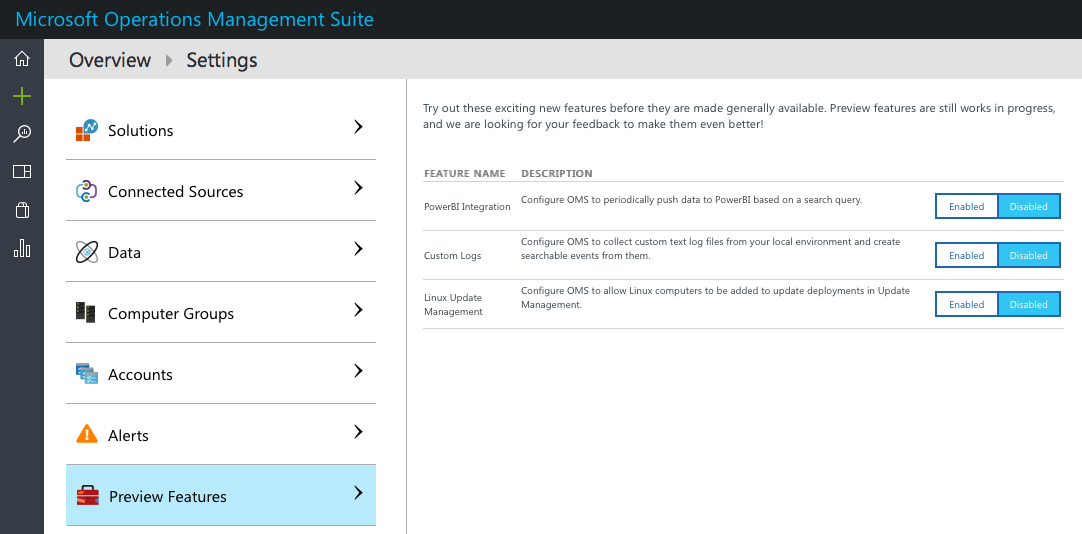 Microsoft Operations Management Suite
Overview Settings
Solutions
Connected Sources
Data
Computer Groups
Accounts
Alerts
Preview Features
Try out these exciting new features before they are made generally available. Preview features are still works in progress,
and we are looking for your feedback to make them even better!
FEATURE NAME DESCRIPTION
PowerBI Integration Configure OMS to periodically push data to PowerBI based on a search query. Enabled Disabled
Configure OMS to collect custom text log files from your local environment and create
Custom Logs searchable events from them. Enabled Disabled
Configure OMS to allow Linux computers to be added to update deployments in Update
Linux Update Management. Enabled Disabled
Management